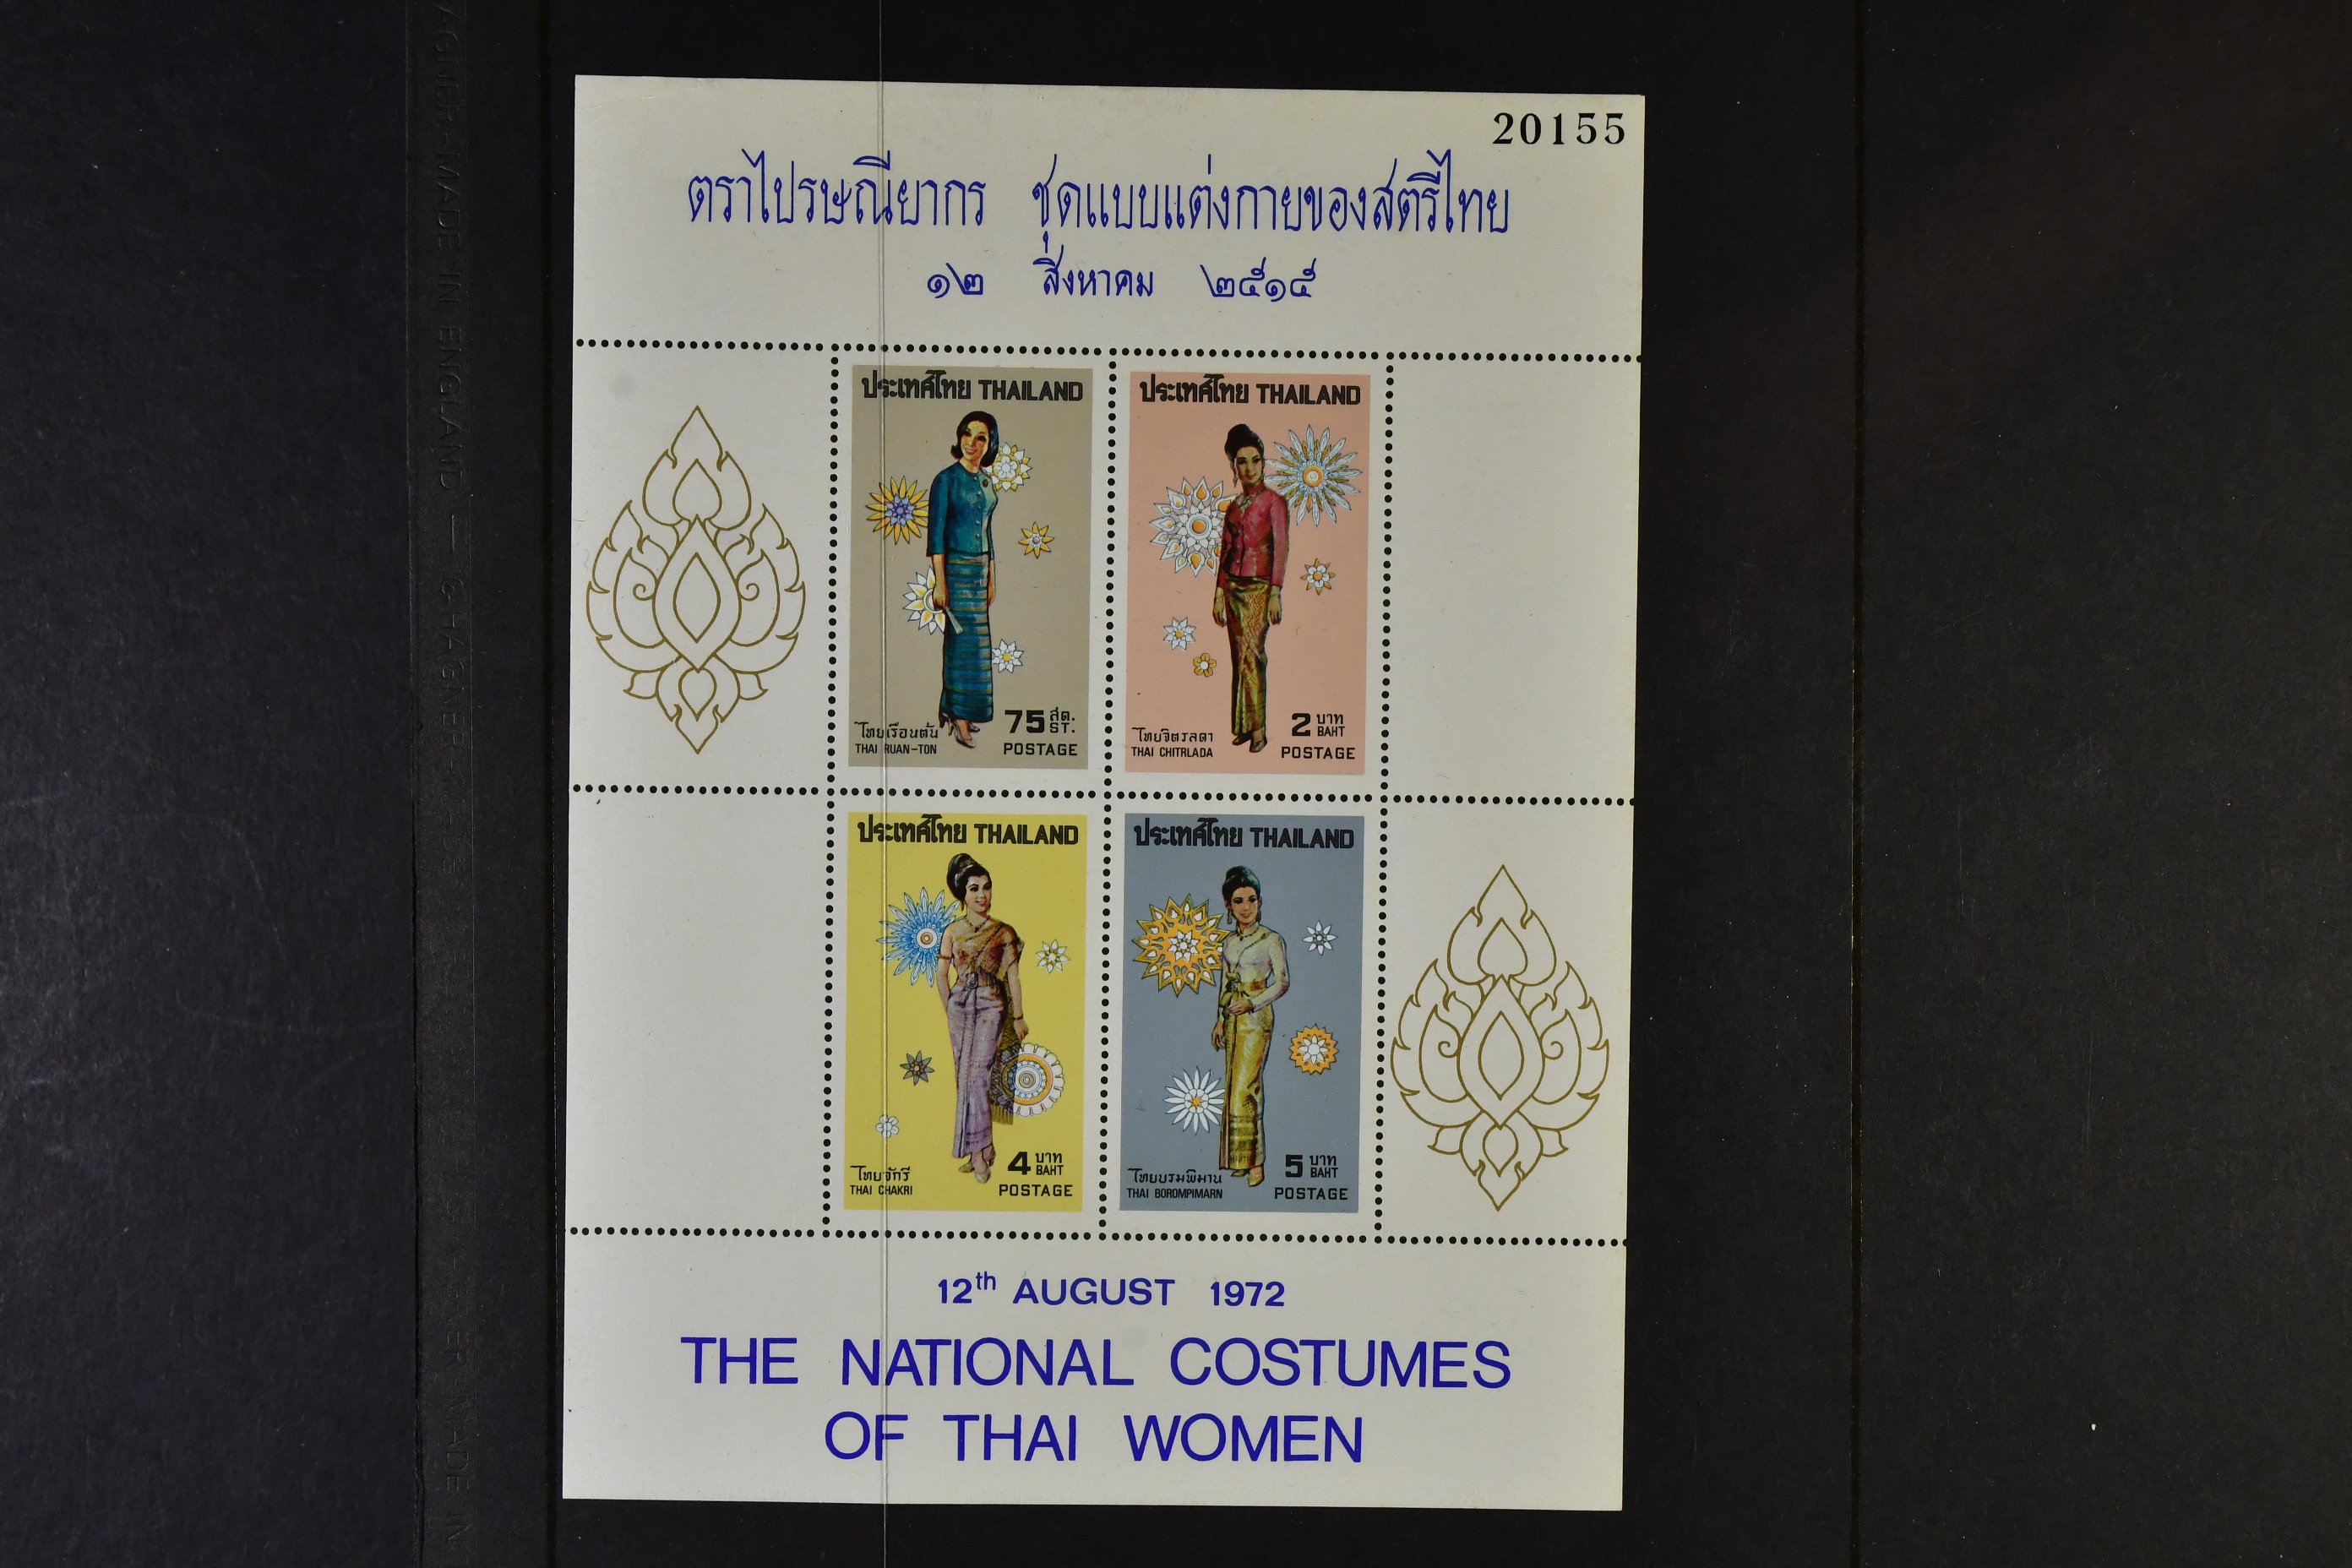 20155
ตราไปรษณียากร ชุดแบบแต่งกายของสตรีไทย
๑๒ สิงหาคม ๒๕๑๕
ประเทศไทย THAILAND
ไทยเรือนต้น
THAI RUAN-TON
75 สต. ST.
POSTAGE
ประเทศไทย THAILAND
ไทยจิตรลดา
THAI CHITRLADA
2 บาท BAHT
POSTAGE
ประเทศไทย THAILAND
ไทยจักรี
THAI CHAKRI
4 บาท BAHT
POSTAGE
ประเทศไทย THAILAND
ไทยบรมพิมาน
THAI BOROMPIMARN
5 บาท BAHT
POSTAGE
12th AUGUST 1972
THE NATIONAL COSTUMES
OF THAI WOMEN
MADE IN ENGLAND —